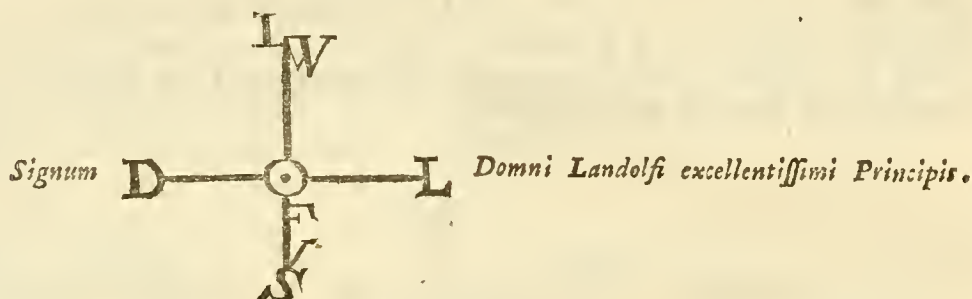 I
W
Signum D L Domni Landolfi excellentiſſimi Principis.
F
V
S